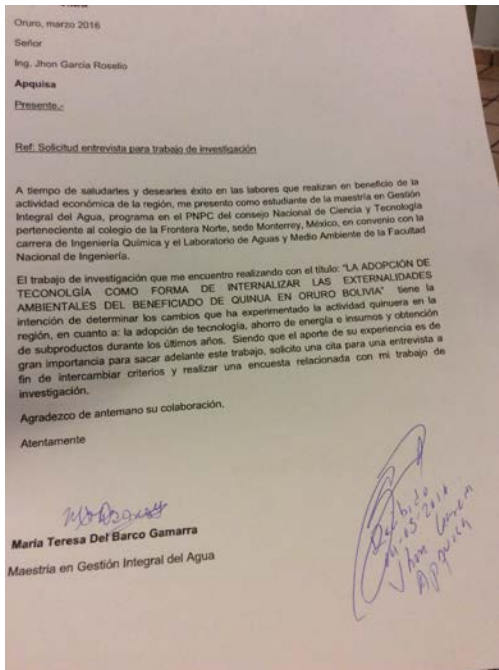 Oruro, marzo 2016
Señor
Ing. Jhon Garcia Rosello
Apquisa
Presente.-
Ref: Solicitud entrevista para trabajo de investigación
A tiempo de saludarles y desearles éxito en las labores que realizan en beneficio de la
actividad económica de la región, me presento como estudiante de la maestría en Gestión
Integral del Agua, programa en el PNPC del consejo Nacional de Ciencia y Tecnología
perteneciente al colegio de la Frontera Norte, sede Monterrey, México, en convenio con la
carrera de Ingeniería Química y el Laboratorio de Aguas y Medio Ambiente de la Facultad
Nacional de Ingeniería.
El trabajo de investigación que me encuentro realizando con el título: "LA ADOPCIÓN DE
TECONOLGÍA COMO FORMA DE INTERNALIZAR LAS EXTERNALIDADES
AMBIENTALES DEL BENEFICIADO DE QUINUA EN ORURO BOLIVIA" tiene la
intención de determinar los cambios que ha experimentado la actividad quinuera en la
región, en cuanto a: la adopción de tecnología, ahorro de energía e insumos y obtención
de subproductos durante los últimos años. Siendo que el aporte de su experiencia es de
gran importancia para sacar adelante este trabajo, solicito una cita para una entrevista a
fin de intercambiar criterios y realizar una encuesta relacionada con mi trabajo de
investigación.
Agradezco de antemano su colaboración.
Atentamente
María Teresa Del Barco Gamarra
Maestria en Gestión Integral del Agua
Recibido
-03-2016
Jhon
Apquisa